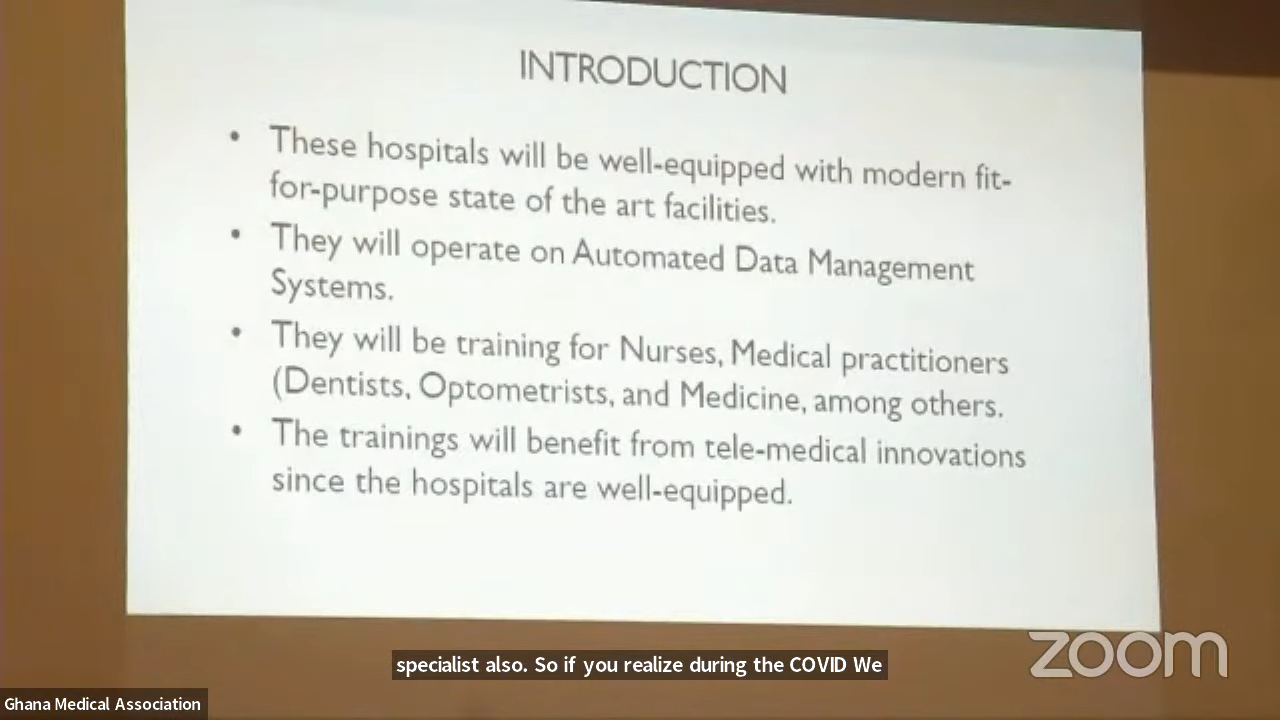 INTRODUCTION
• These hospitals will be well-equipped with modern fit-
for-purpose state of the art facilities.
• They will operate on Automated Data Management
Systems.
• They will be training for Nurses, Medical practitioners
(Dentists, Optometrists, and Medicine, among others.
• The trainings will benefit from tele-medical innovations
since the hospitals are well-equipped.
zoom
specialist also. So if you realize during the COVID We
Ghana Medical Association